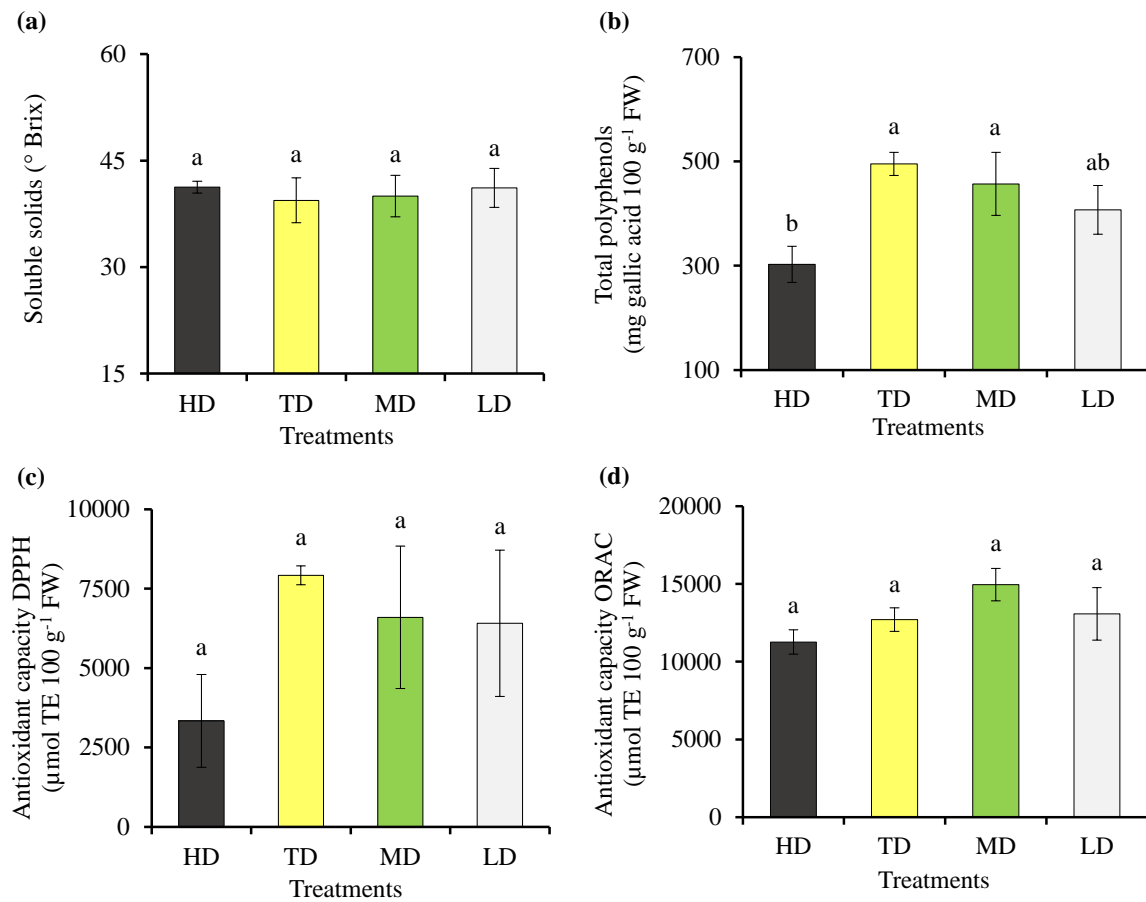 (a)
Soluble solids (° Brix)
60
45
30
15
a
a
a
a
HD
TD
MD
LD
Treatments
(b)
Total polyphenols
(mg gallic acid 100 g⁻¹ FW)
700
500
300
100
b
a
a
ab
HD
TD
MD
LD
Treatments
(c)
Antioxidant capacity DPPH
(µmol TE 100 g⁻¹ FW)
10000
7500
5000
2500
0
a
a
a
a
HD
TD
MD
LD
Treatments
(d)
Antioxidant capacity ORAC
(µmol TE 100 g⁻¹ FW)
20000
15000
10000
5000
0
a
a
a
a
HD
TD
MD
LD
Treatments